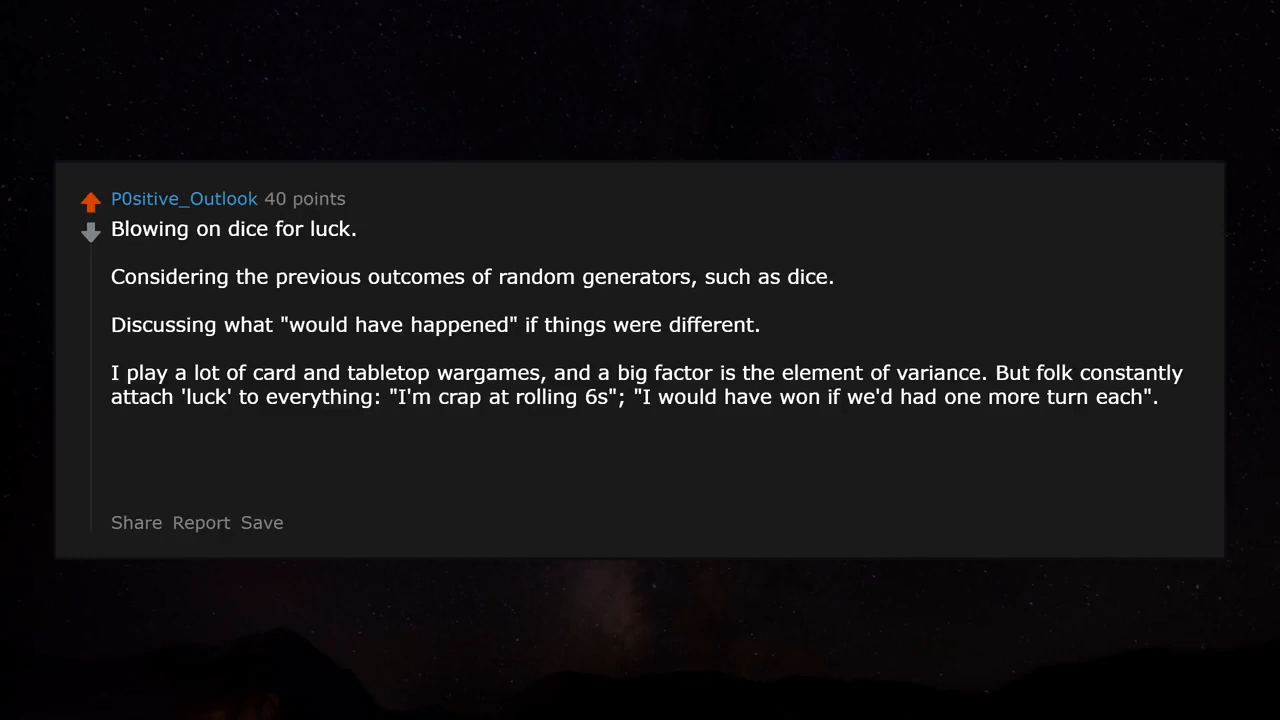 P0sitive_Outlook 40 points
Blowing on dice for luck.
Considering the previous outcomes of random generators, such as dice.
Discussing what "would have happened" if things were different.
I play a lot of card and tabletop wargames, and a big factor is the element of variance. But folk constantly
attach 'luck' to everything: "I'm crap at rolling 6s"; "I would have won if we'd had one more turn each".
Share Report Save